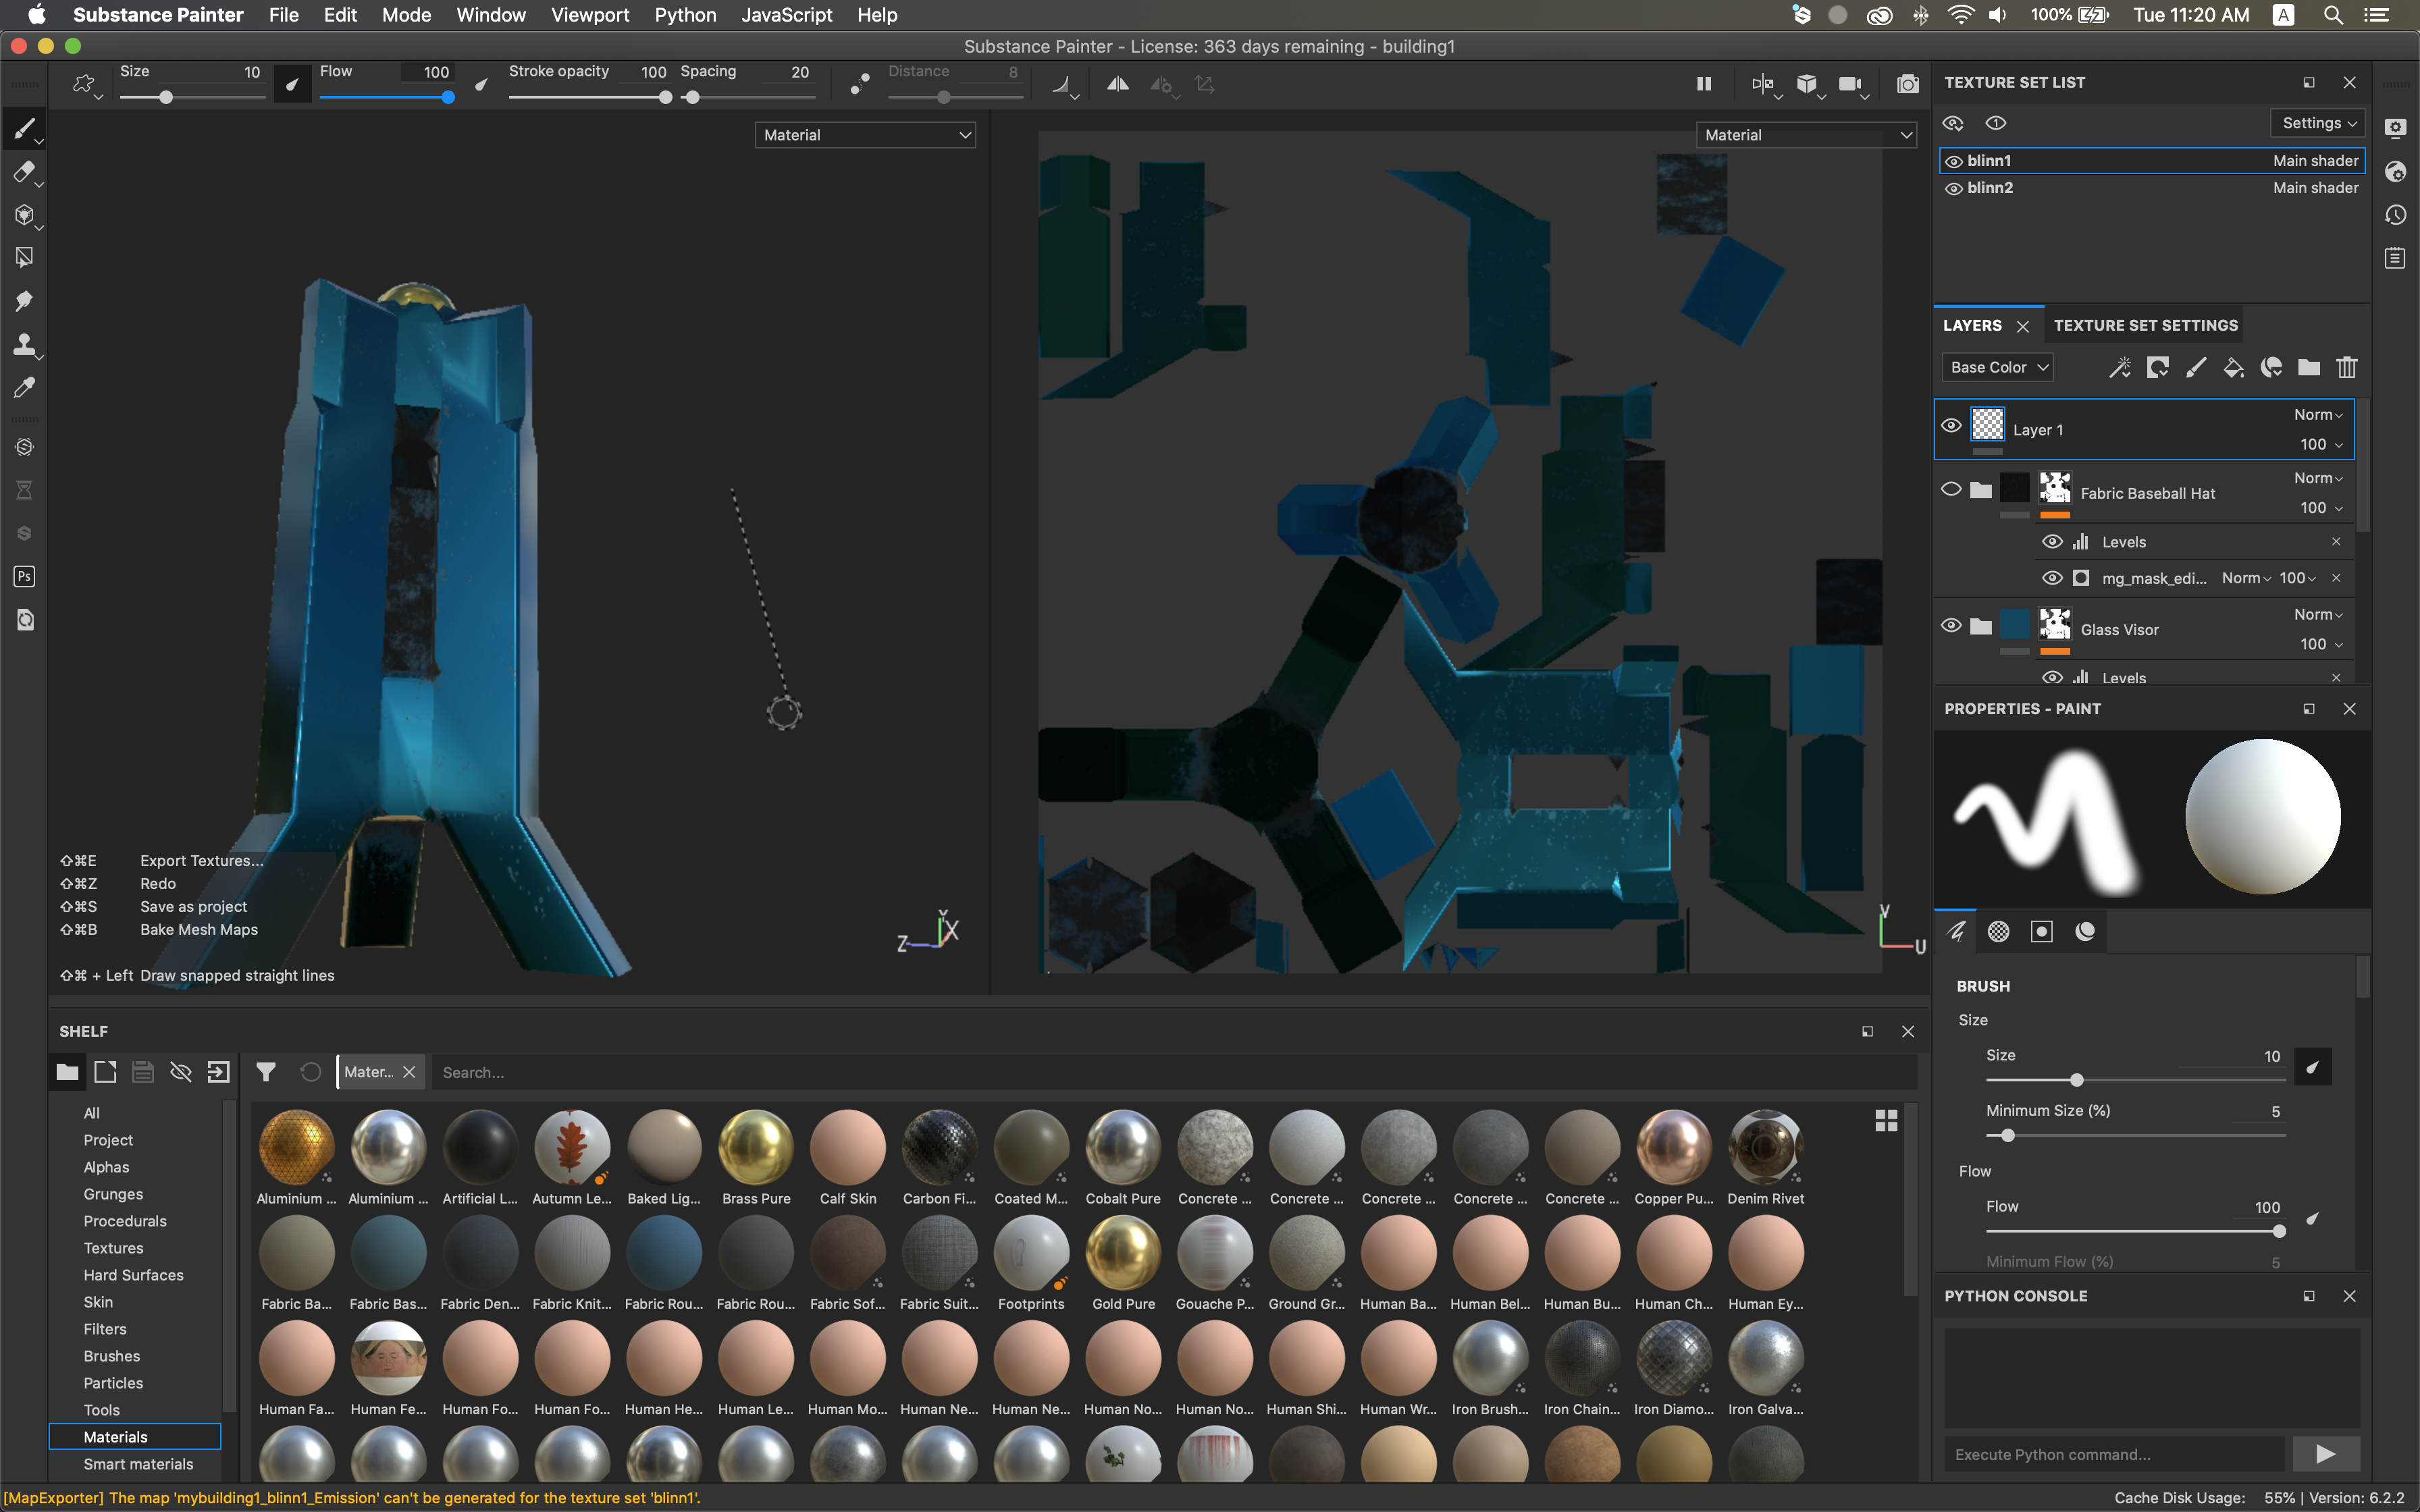 Substance Painter File Edit Mode Window Viewport Python JavaScript Help 100% Tue 11:20 AM A
Substance Painter - License: 363 days remaining - building1
Size 10 Flow 100 Stroke opacity 100 Spacing 20 Distance 8
Material
Material
Ps
⇧⌘E Export Textures...
⇧⌘Z Redo
⇧⌘S Save as project
⇧⌘B Bake Mesh Maps
⇧⌘ + Left Draw snapped straight lines
Y
X
Z
V
U
TEXTURE SET LIST
1
Settings
blinn1 Main shader
blinn2 Main shader
LAYERS TEXTURE SET SETTINGS
Base Color
Layer 1 Norm 100
Fabric Baseball Hat Norm 100
Levels
mg_mask_edi... Norm 100
Glass Visor Norm 100
Levels
PROPERTIES - PAINT
BRUSH
Size
Size 10
Minimum Size (%) 5
Flow
Flow 100
Minimum Flow (%) 5
PYTHON CONSOLE
Execute Python command...
SHELF
Mater... Search...
All
Project
Alphas
Grunges
Procedurals
Textures
Hard Surfaces
Skin
Filters
Brushes
Particles
Tools
Materials
Smart materials
Aluminium ... Aluminium ... Artificial L... Autumn Le... Baked Lig... Brass Pure Calf Skin Carbon Fi... Coated M... Cobalt Pure Concrete ... Concrete ... Concrete ... Concrete ... Concrete ... Copper Pu... Denim Rivet
Fabric Ba... Fabric Bas... Fabric Den... Fabric Knit... Fabric Rou... Fabric Rou... Fabric Sof... Fabric Suit... Footprints Gold Pure Gouache P... Ground Gr... Human Ba... Human Bel... Human Bu... Human Ch... Human Ey...
Human Fa... Human Fe... Human Fo... Human Fo... Human He... Human Le... Human Mo... Human Ne... Human Ne... Human No... Human No... Human Shi... Human Wr... Iron Brush... Iron Chain... Iron Diamo... Iron Galva...
[MapExporter] The map 'mybuilding1_blinn1_Emission' can't be generated for the texture set 'blinn1'.
Cache Disk Usage: 55% | Version: 6.2.2